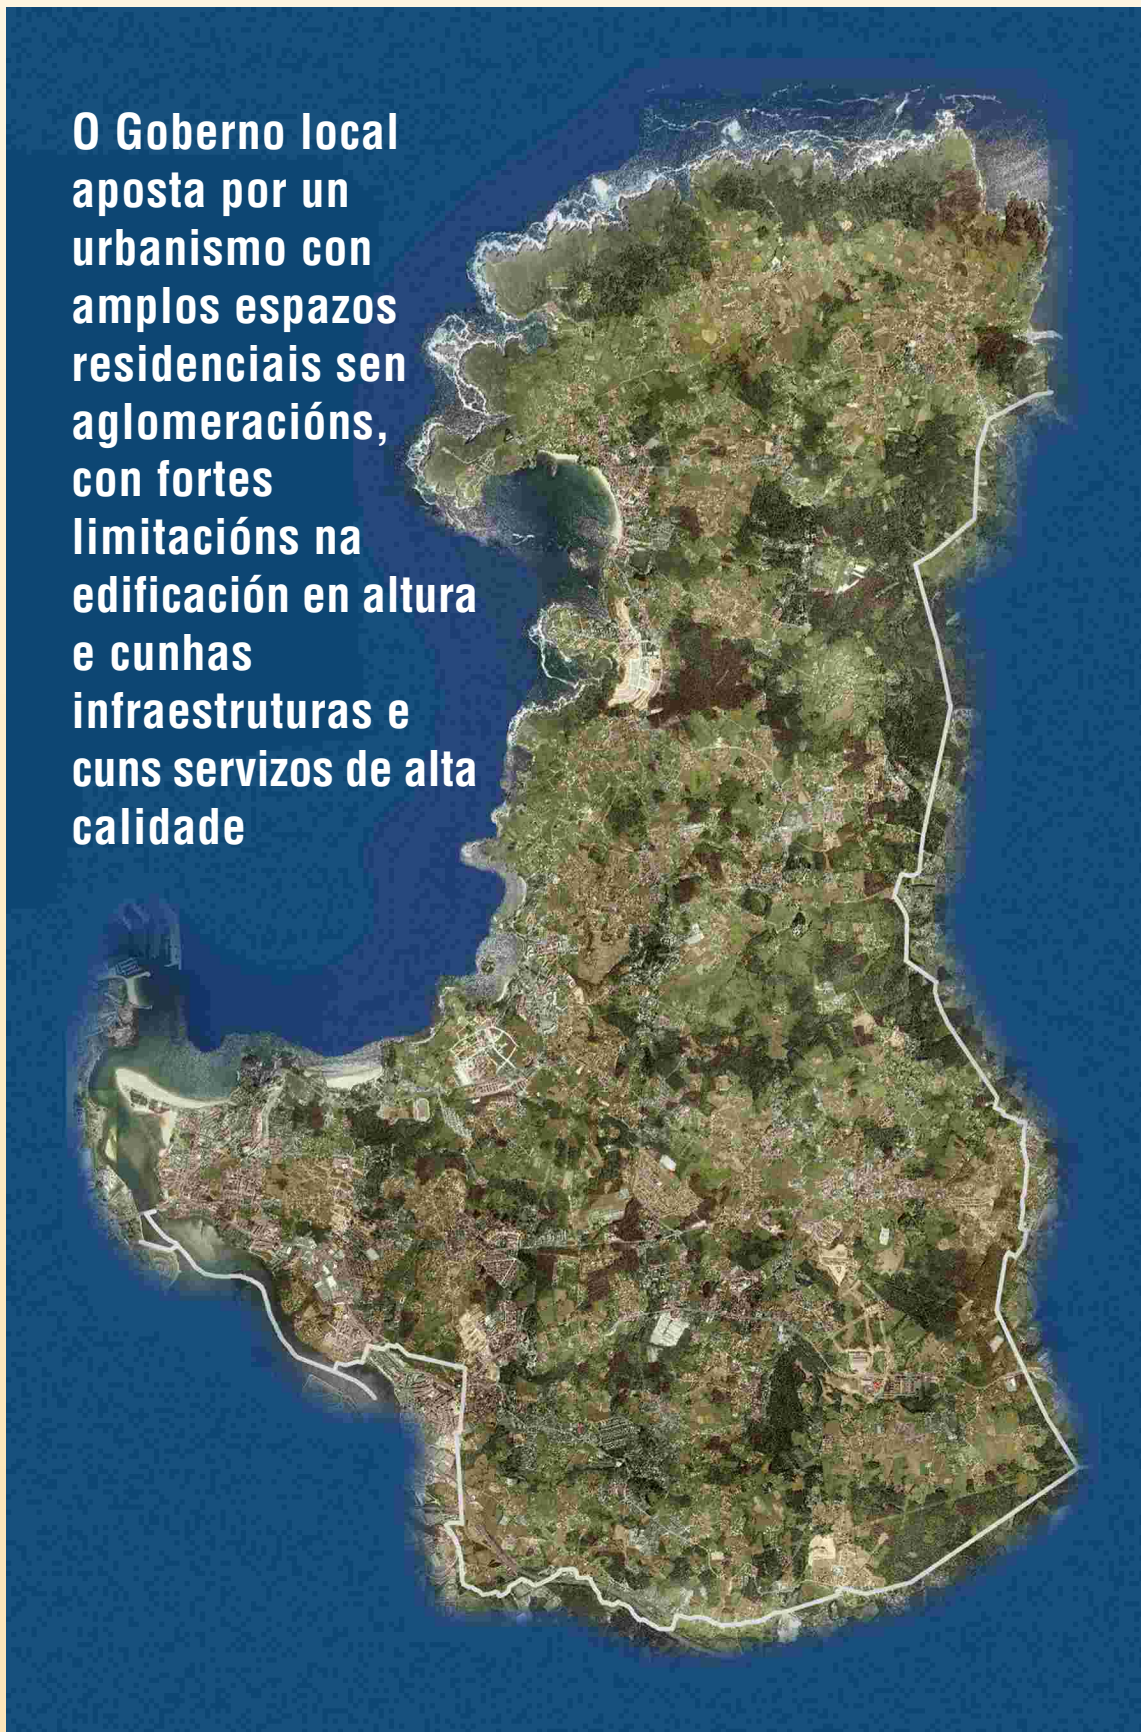 O Goberno local
aposta por un
urbanismo con
amplos espazos
residenciais sen
aglomeracións,
con fortes
limitacións na
edificación en altura
e cunhas
infraestruturas e
cuns servizos de alta
calidade